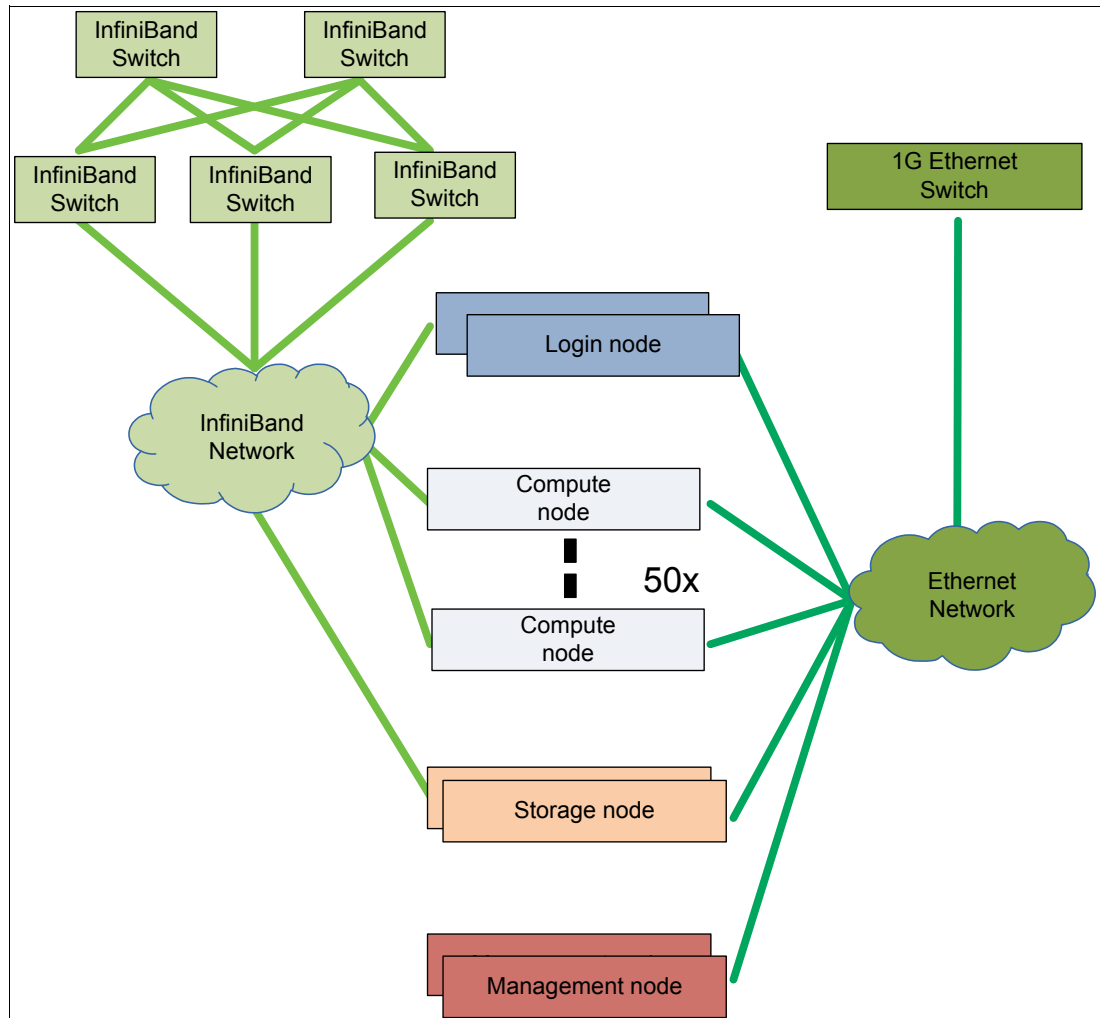 InfiniBand
Switch
InfiniBand
Switch
InfiniBand
Switch
InfiniBand
Switch
InfiniBand
Switch
1G Ethernet
Switch
Login node
InfiniBand
Network
Compute
node
50x
Compute
node
Ethernet
Network
Storage node
Management node